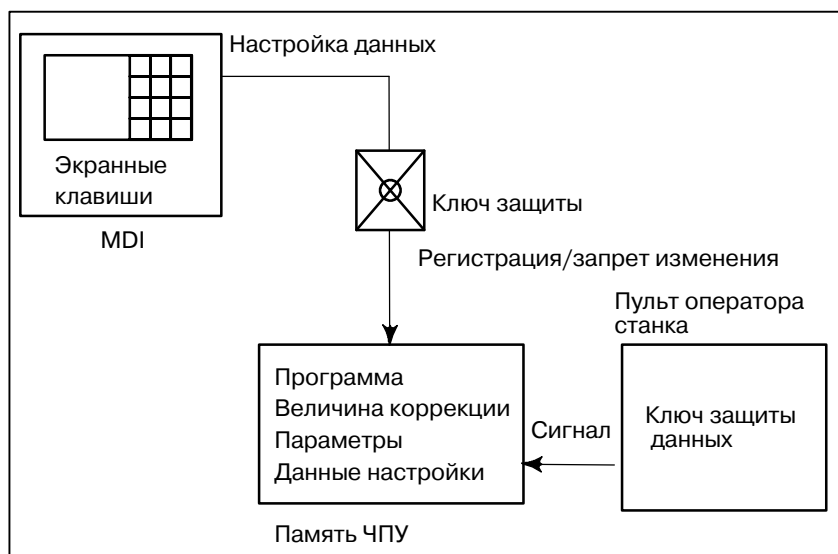 Настройка данных
Экранные
клавиши
MDI
Ключ защиты
Регистрация/запрет изменения
Пульт оператора
станка
Программа
Величина коррекции
Параметры
Данные настройки
Сигнал
Ключ защиты
данных
Память ЧПУ